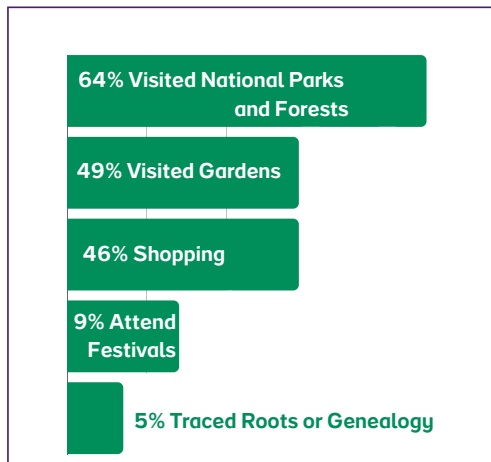 64% Visited National Parks
and Forests
49% Visited Gardens
46% Shopping
9% Attend
Festivals
5% Traced Roots or Genealogy